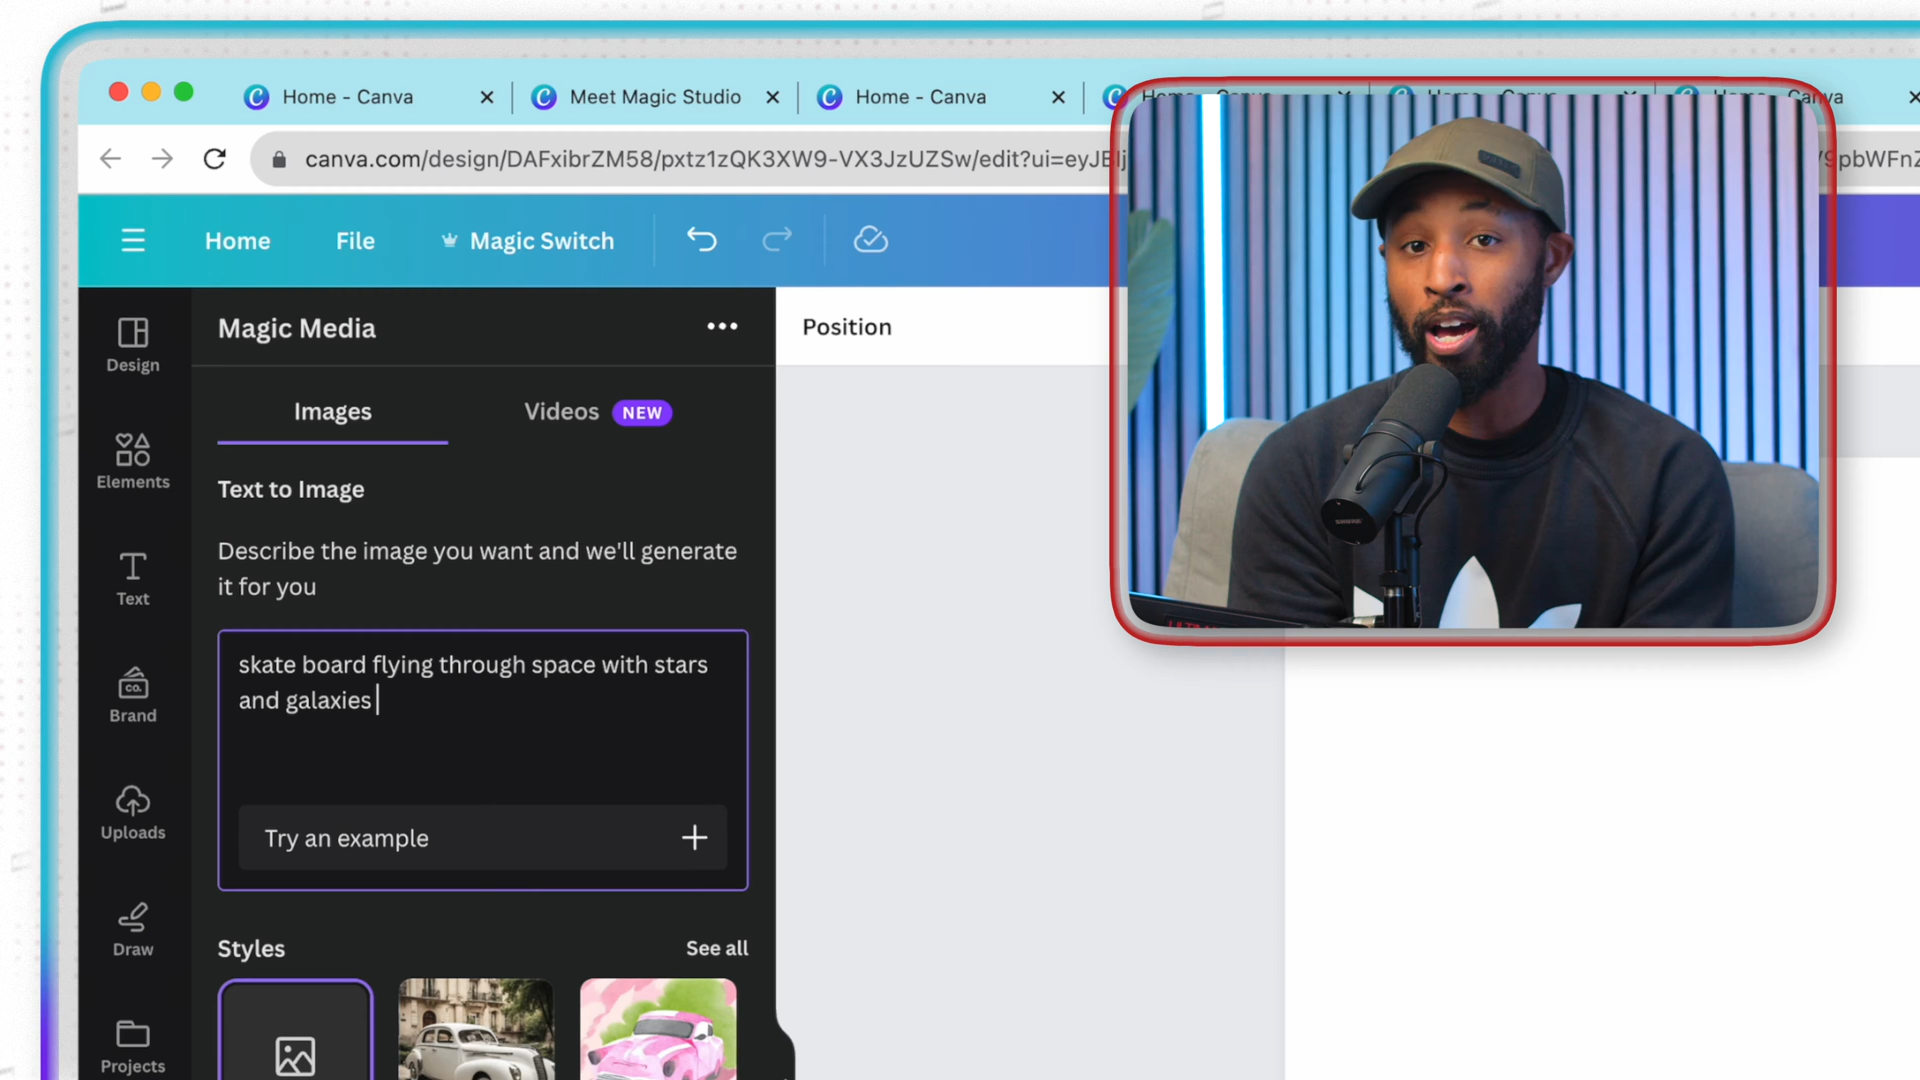 Home - Canva
Meet Magic Studio
Home - Canva
canva.com/design/DAFxibrZM58/pxtz1zQK3XW9-VX3JzUZSw/edit?ui=eyJEIj
Home
File
Magic Switch
Design
Elements
Text
CO.
Brand
Uploads
Draw
Projects
Magic Media
Images
Videos NEW
Text to Image
Describe the image you want and we'll generate
it for you
skate board flying through space with stars
and galaxies
Try an example
Styles
See all
Position